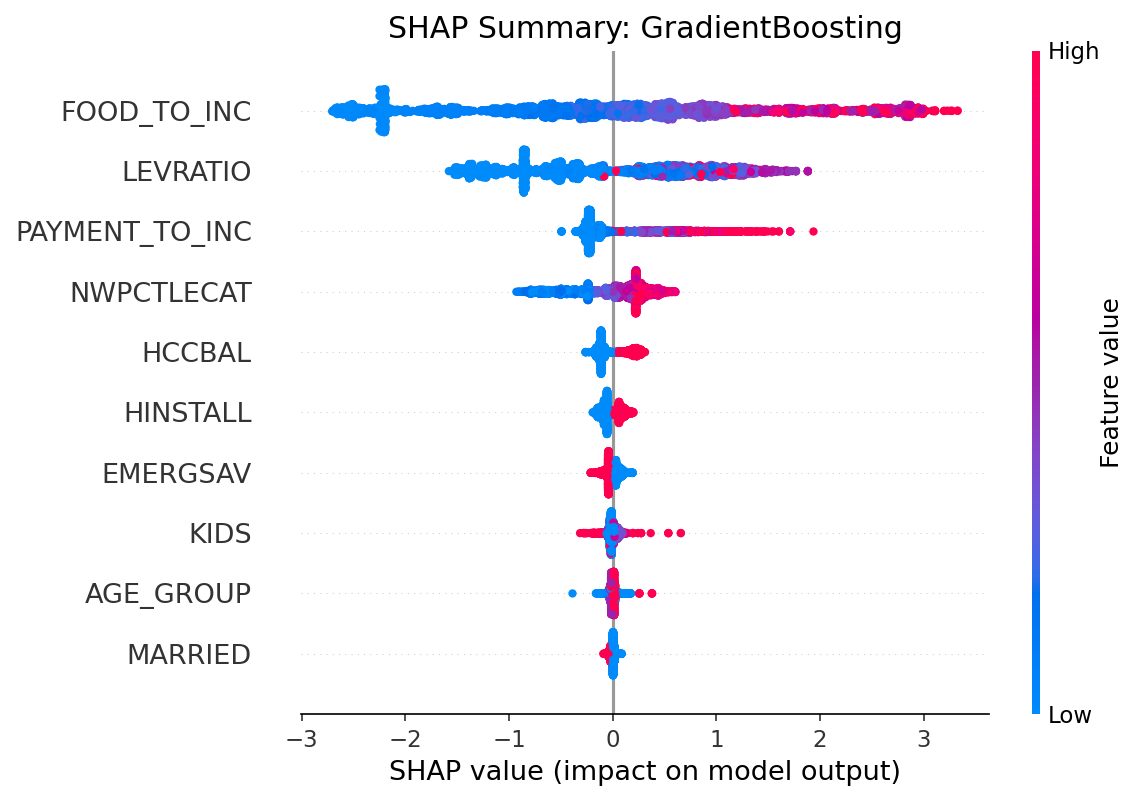 SHAP Summary: GradientBoosting
High
FOOD_TO_INC
LEVRATIO
PAYMENT_TO_INC
NWPCTLECAT
HCCBAL
HINSTALL
EMERGSAV
KIDS
AGE_GROUP
MARRIED
Feature value
Low
−3 −2 −1 0 1 2 3
SHAP value (impact on model output)